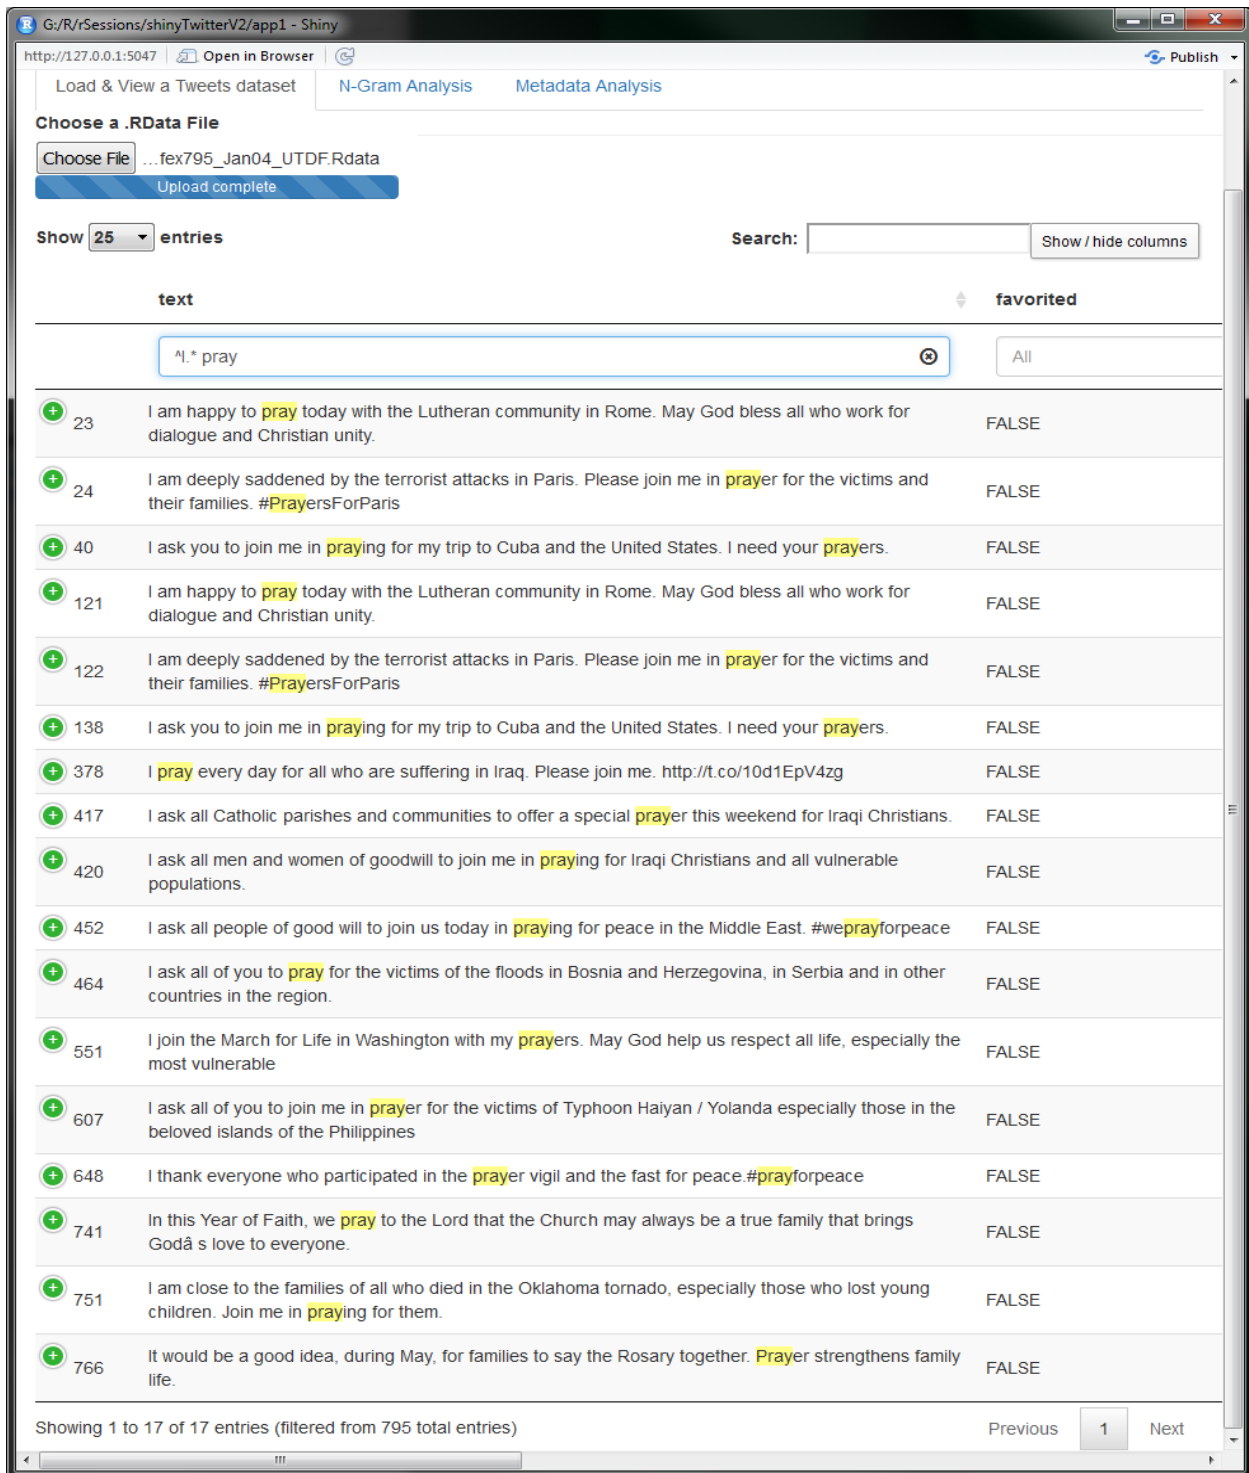 G:/R/rSessions/shinyTwitterV2/app1 - Shiny
http://127.0.0.1:5047 Open in Browser Publish
Load & View a Tweets dataset N-Gram Analysis Metadata Analysis
Choose a .RData File
Choose File ...fex795_Jan04_UTDF.Rdata
Upload complete
Show 25 entries Search: Show / hide columns
text favorited
^I.* pray All
23 I am happy to pray today with the Lutheran community in Rome. May God bless all who work for FALSE
dialogue and Christian unity.
24 I am deeply saddened by the terrorist attacks in Paris. Please join me in prayer for the victims and FALSE
their families. #PrayersForParis
40 I ask you to join me in praying for my trip to Cuba and the United States. I need your prayers. FALSE
121 I am happy to pray today with the Lutheran community in Rome. May God bless all who work for FALSE
dialogue and Christian unity.
122 I am deeply saddened by the terrorist attacks in Paris. Please join me in prayer for the victims and FALSE
their families. #PrayersForParis
138 I ask you to join me in praying for my trip to Cuba and the United States. I need your prayers. FALSE
378 I pray every day for all who are suffering in Iraq. Please join me. http://t.co/10d1EpV4zg FALSE
417 I ask all Catholic parishes and communities to offer a special prayer this weekend for Iraqi Christians. FALSE
420 I ask all men and women of goodwill to join me in praying for Iraqi Christians and all vulnerable FALSE
populations.
452 I ask all people of good will to join us today in praying for peace in the Middle East. #weprayforpeace FALSE
464 I ask all of you to pray for the victims of the floods in Bosnia and Herzegovina, in Serbia and in other FALSE
countries in the region.
551 I join the March for Life in Washington with my prayers. May God help us respect all life, especially the FALSE
most vulnerable
607 I ask all of you to join me in prayer for the victims of Typhoon Haiyan / Yolanda especially those in the FALSE
beloved islands of the Philippines
648 I thank everyone who participated in the prayer vigil and the fast for peace.#prayforpeace FALSE
741 In this Year of Faith, we pray to the Lord that the Church may always be a true family that brings FALSE
Godâ s love to everyone.
751 I am close to the families of all who died in the Oklahoma tornado, especially those who lost young FALSE
children. Join me in praying for them.
766 It would be a good idea, during May, for families to say the Rosary together. Prayer strengthens family FALSE
life.
Showing 1 to 17 of 17 entries (filtered from 795 total entries) Previous 1 Next